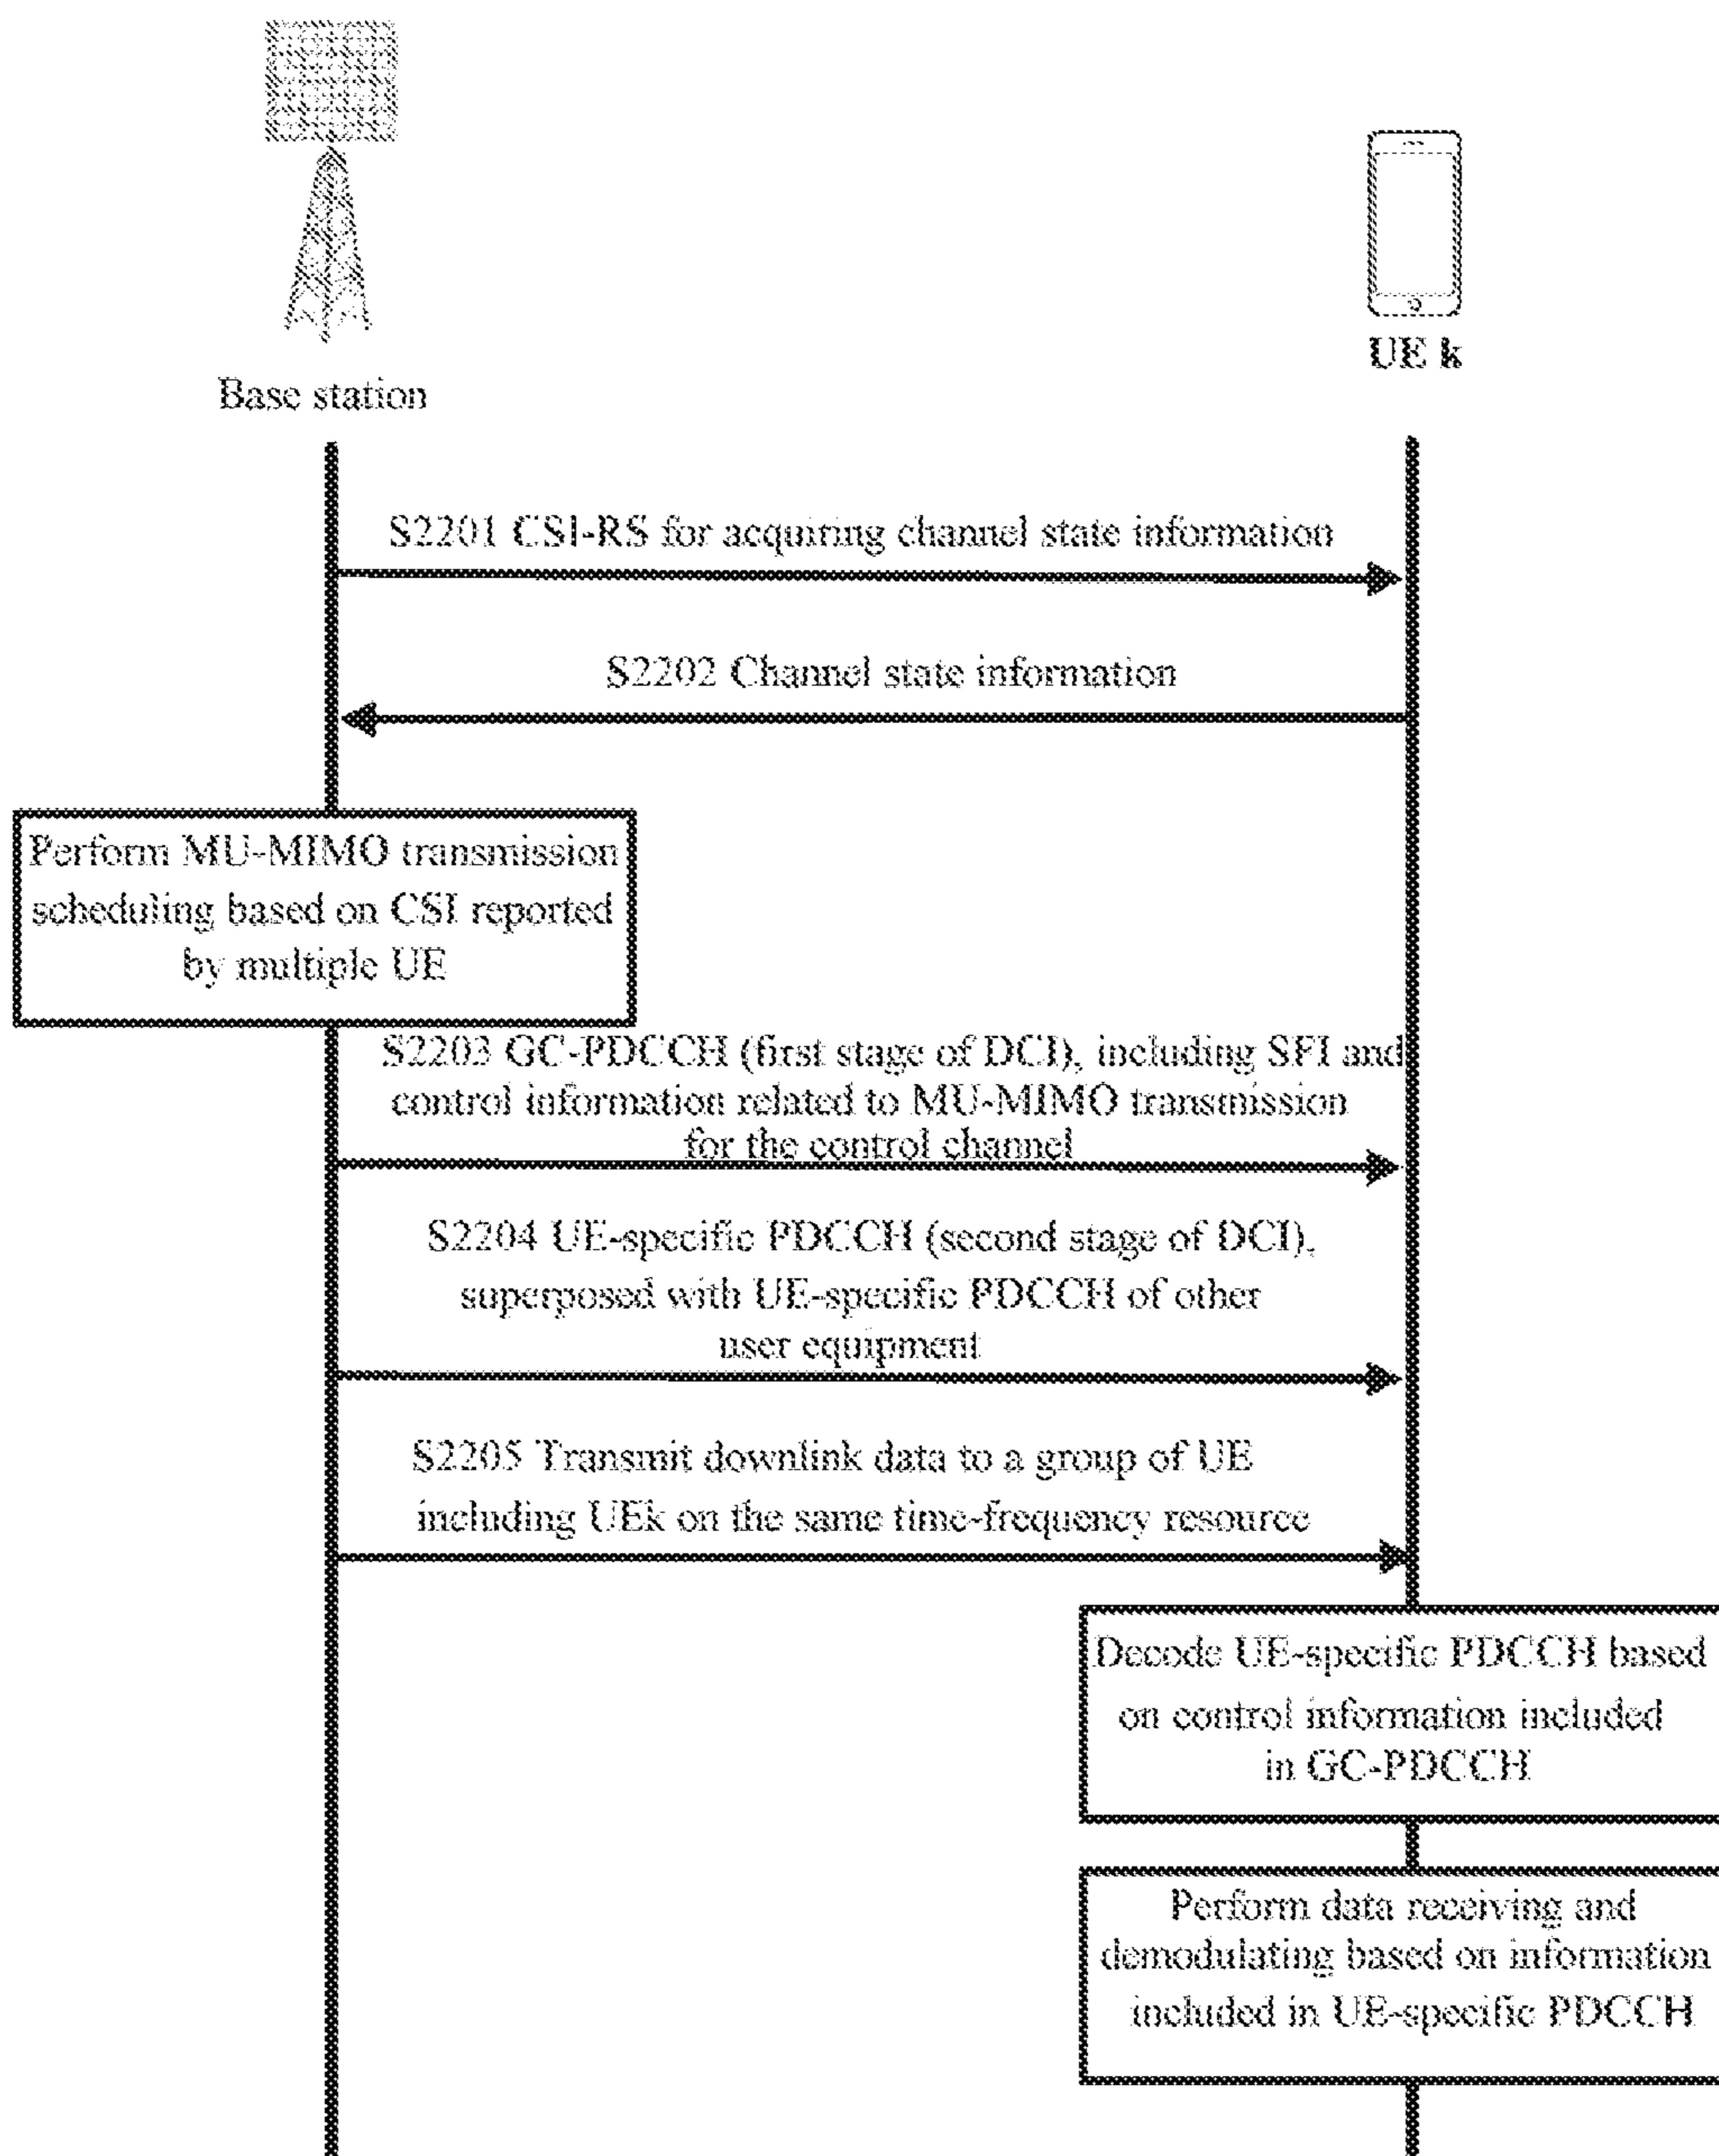 UE k
Base station
S2201 CSI-RS for acquiring channel state information
S2202 Channel state information
Perform MU-MIMO transmission
scheduling based on CSI reported
by multiple UE
S2203 GC-PDCCH (first stage of DCI), including SFI and
control information related to MU-MIMO transmission
for the control channel
S2204 UE-specific PDCCH (second stage of DCI),
superposed with UE-specific PDCCH of other
user equipment
S2205 Transmit downlink data to a group of UE
including UEk on the same time-frequency resource
Decode UE-specific PDCCH based
on control information included
in GC-PDCCH
Perform data receiving and
demodulating based on information
included in UE-specific PDCCH